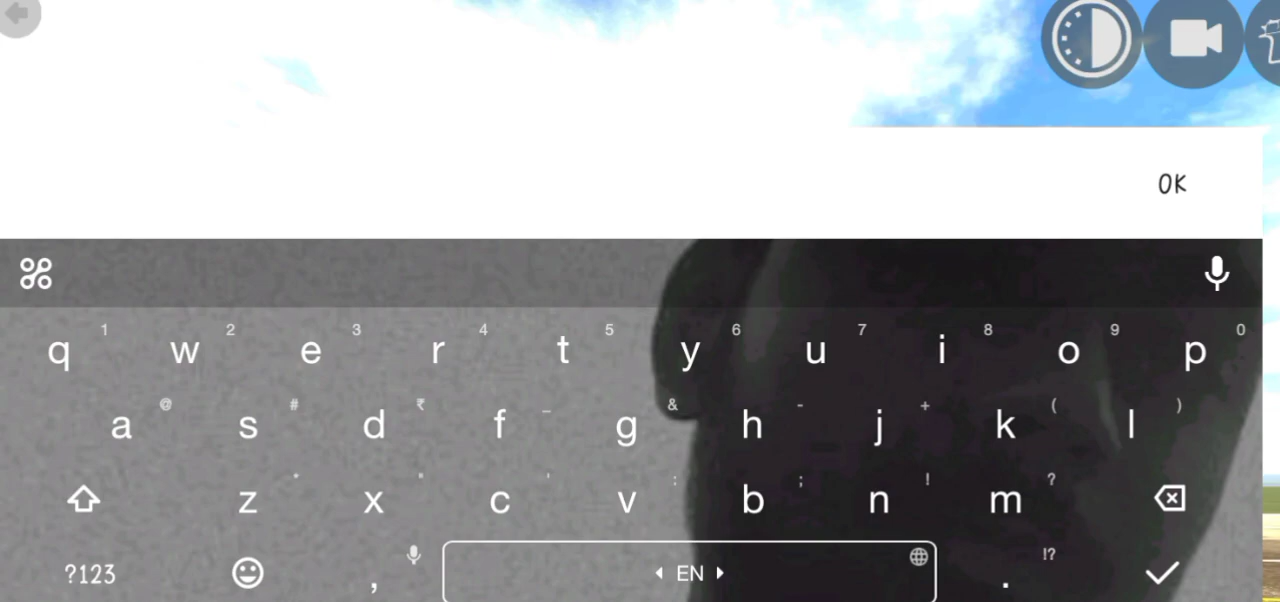 OK
1 2 3 4 5 6 7 8 9 0
q w e r t y u i o p
@ # ₹ _ & - + ( )
a s d f g h j k l
' : ; ! ?
z x c v b n m
!?
?123 , EN .